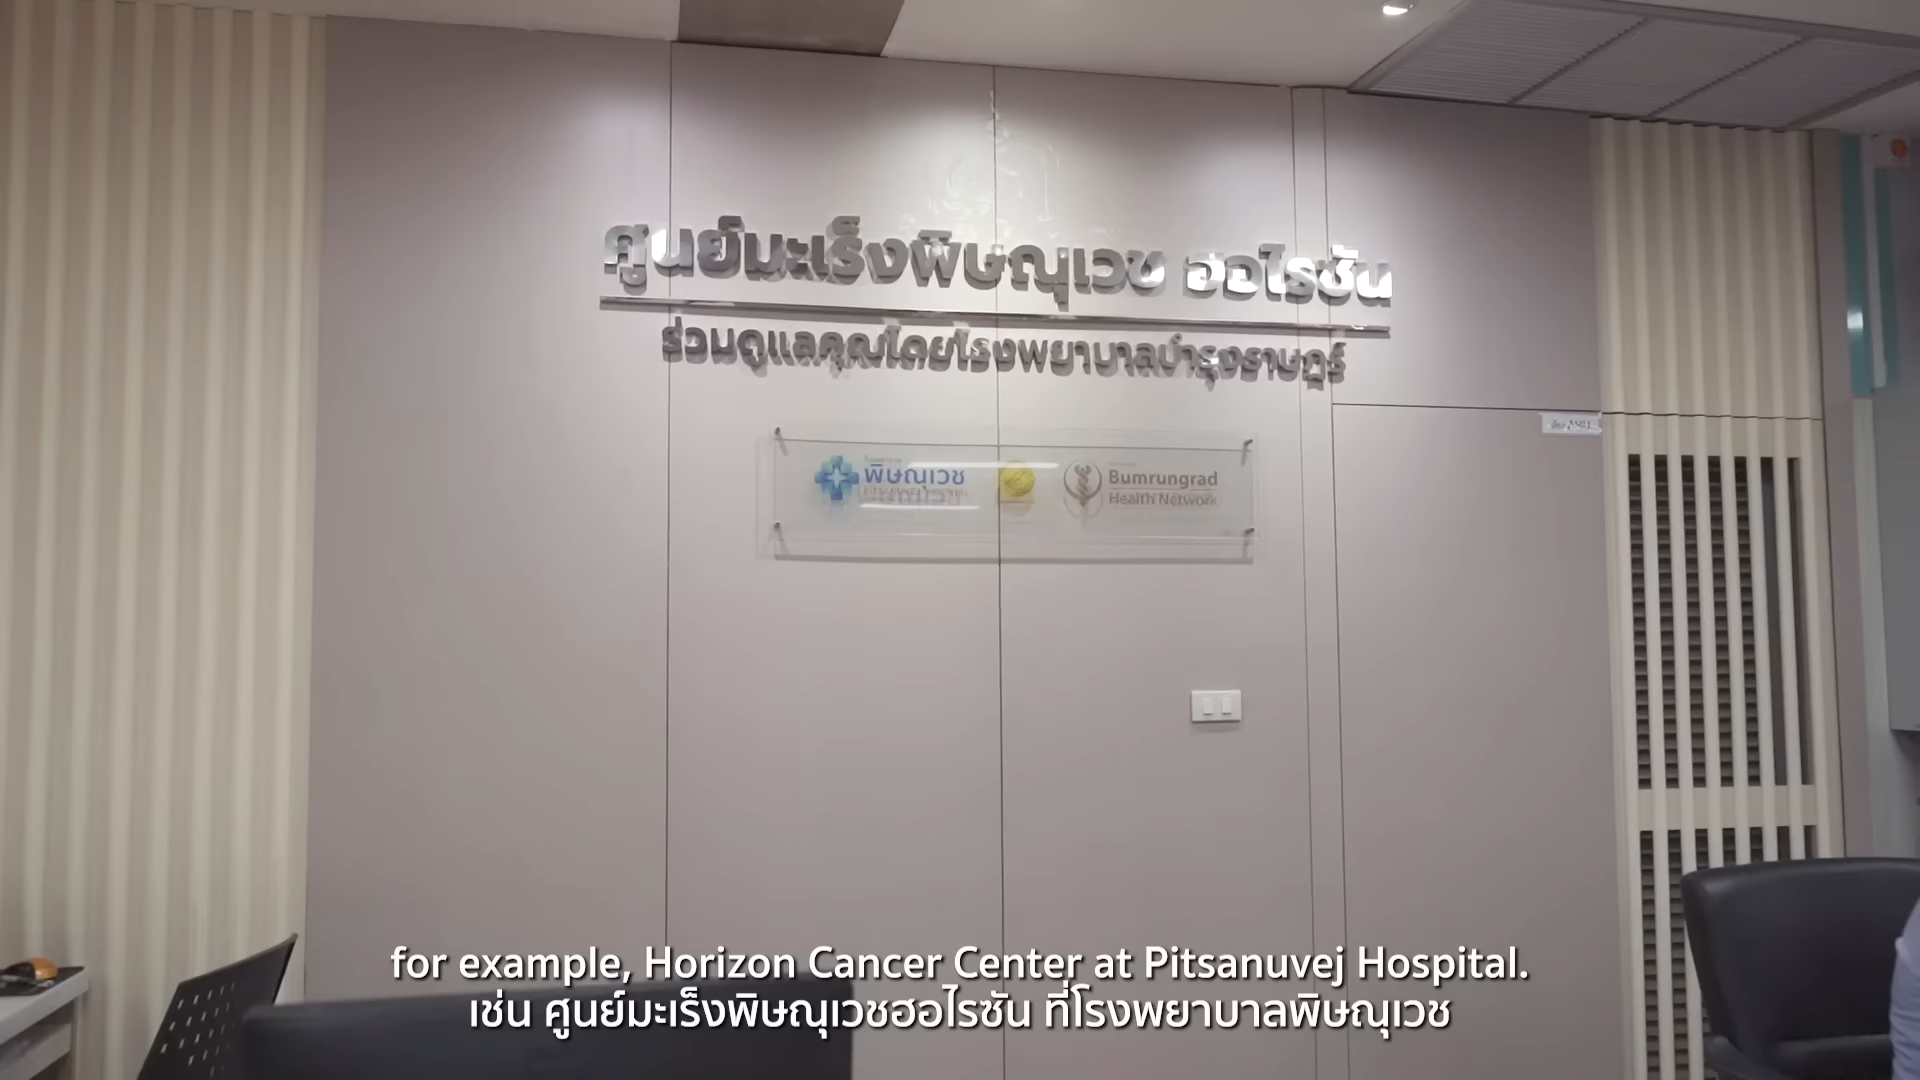 ศูนย์มะเร็งพิษณุเวช ฮอไรซัน
ร่วมดูแลคุณโดยโรงพยาบาลบำรุงราษฎร์
พิษณุเวช
Bumrungrad
Health Network
for example, Horizon Cancer Center at Pitsanuvej Hospital.
เช่น ศูนย์มะเร็งพิษณุเวชฮอไรซัน ที่โรงพยาบาลพิษณุเวช